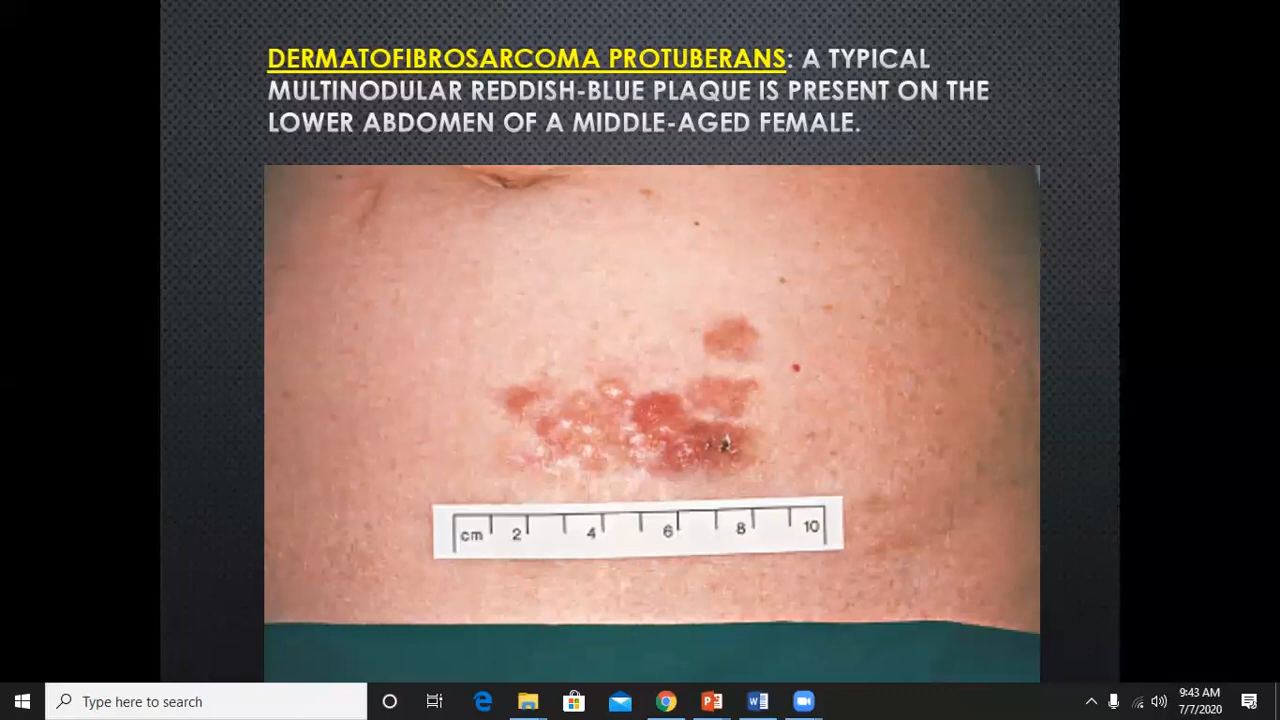 DERMATOFIBROSARCOMA PROTUBERANS: A TYPICAL
MULTINODULAR REDDISH-BLUE PLAQUE IS PRESENT ON THE
LOWER ABDOMEN OF A MIDDLE-AGED FEMALE.
cm 2 4 6 8 10
Type here to search
9:43 AM
7/7/2020